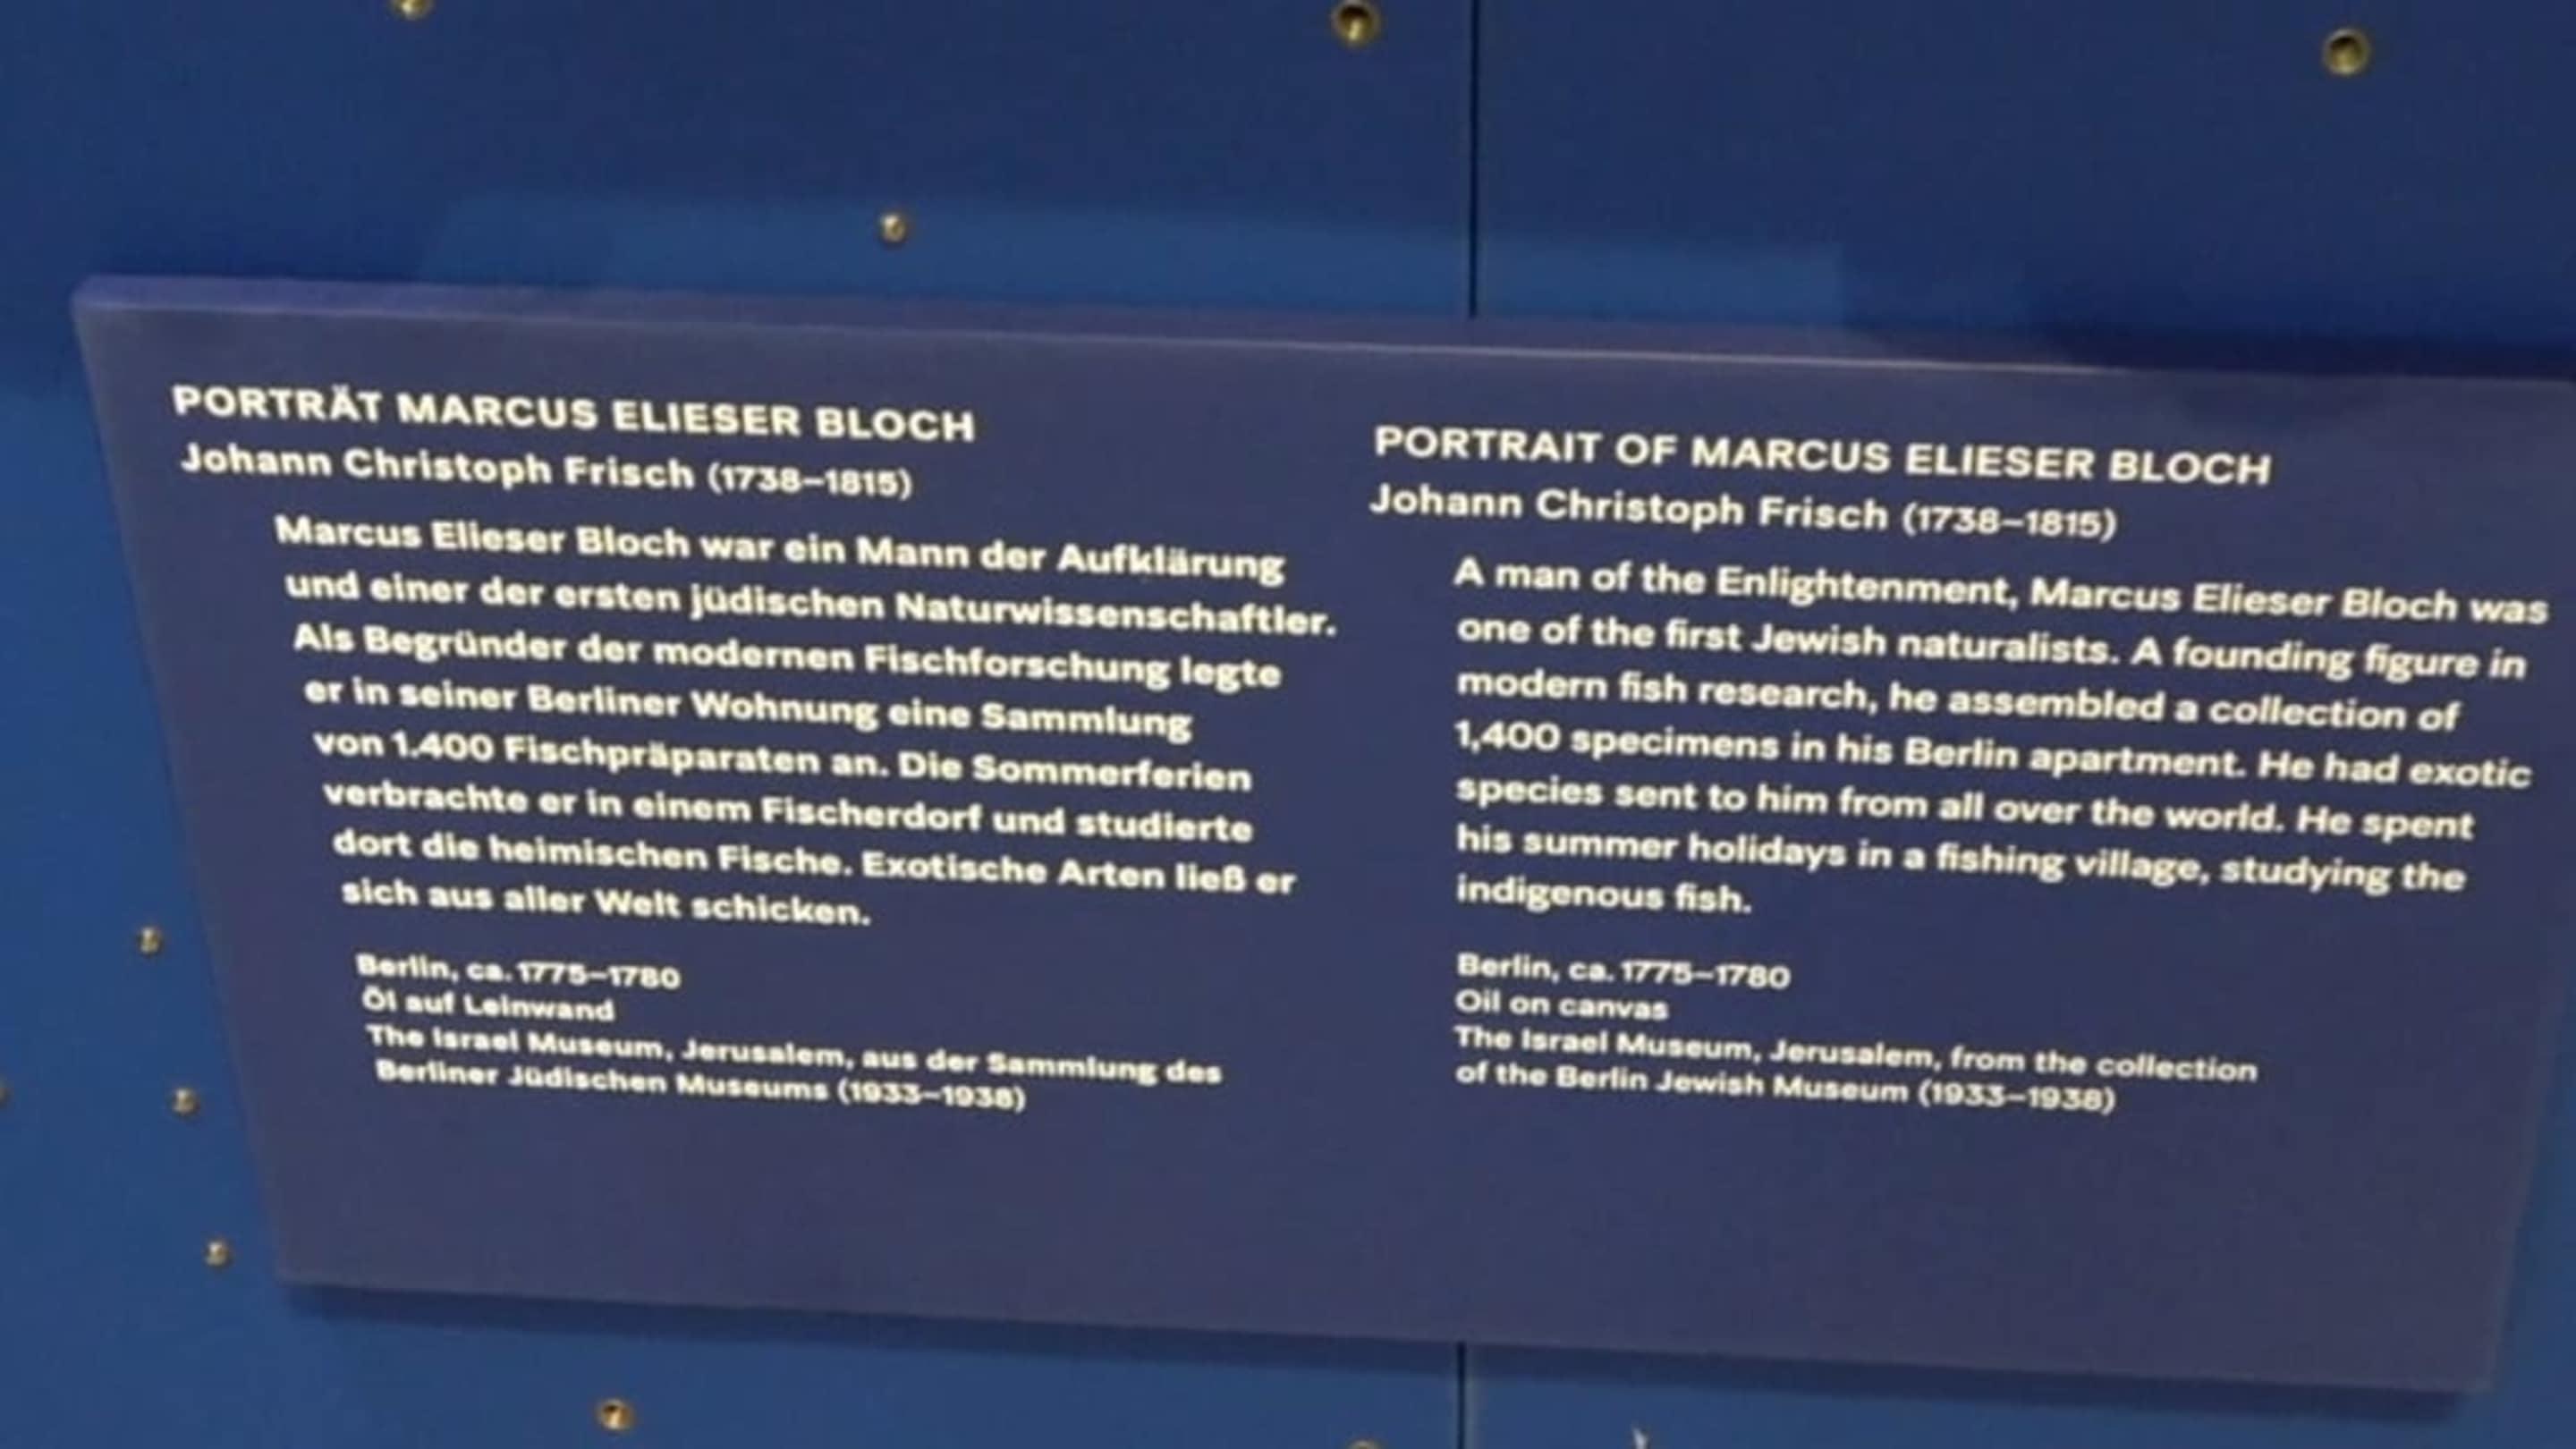 PORTRÄT MARCUS ELIESER BLOCH
Johann Christoph Frisch (1738–1815)
Marcus Elieser Bloch war ein Mann der Aufklärung
und einer der ersten jüdischen Naturwissenschaftler.
Als Begründer der modernen Fischforschung legte
er in seiner Berliner Wohnung eine Sammlung
von 1.400 Fischpräparaten an. Die Sommerferien
verbrachte er in einem Fischerdorf und studierte
dort die heimischen Fische. Exotische Arten ließ er
sich aus aller Welt schicken.
Berlin, ca. 1775–1780
Öl auf Leinwand
The Israel Museum, Jerusalem, aus der Sammlung des
Berliner Jüdischen Museums (1933–1938)
PORTRAIT OF MARCUS ELIESER BLOCH
Johann Christoph Frisch (1738–1815)
A man of the Enlightenment, Marcus Elieser Bloch was
one of the first Jewish naturalists. A founding figure in
modern fish research, he assembled a collection of
1,400 specimens in his Berlin apartment. He had exotic
species sent to him from all over the world. He spent
his summer holidays in a fishing village, studying the
indigenous fish.
Berlin, ca. 1775–1780
Oil on canvas
The Israel Museum, Jerusalem, from the collection
of the Berlin Jewish Museum (1933–1938)